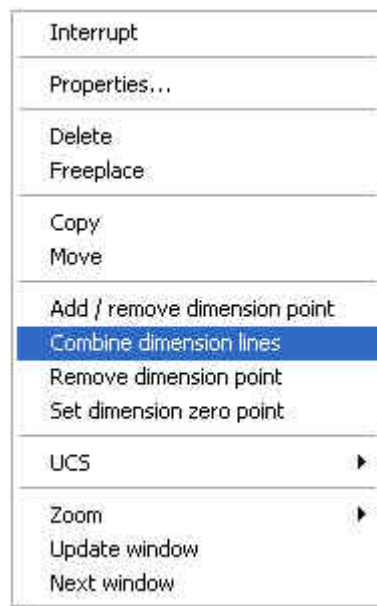 Interrupt
Properties...
Delete
Freeplace
Copy
Move
Add / remove dimension point
Combine dimension lines
Remove dimension point
Set dimension zero point
UCS
Zoom
Update window
Next window